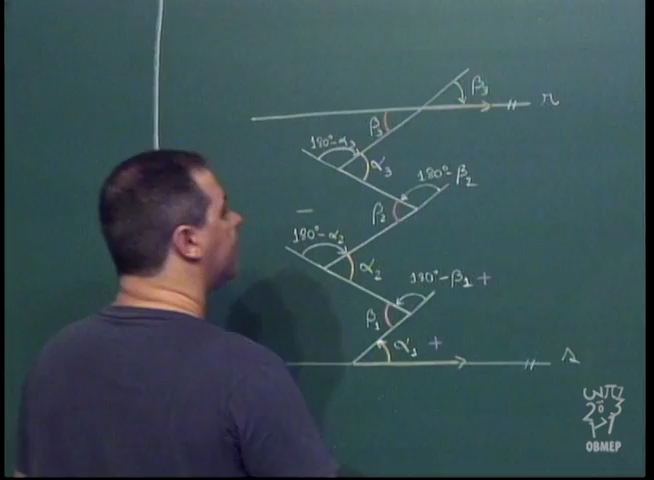 β₃
r
β₃
180°-α₃
α₃
180°-β₂
β₂
180°-α₂
α₂
180°-β₁ +
β₁
α₁ +
s
OBMEP